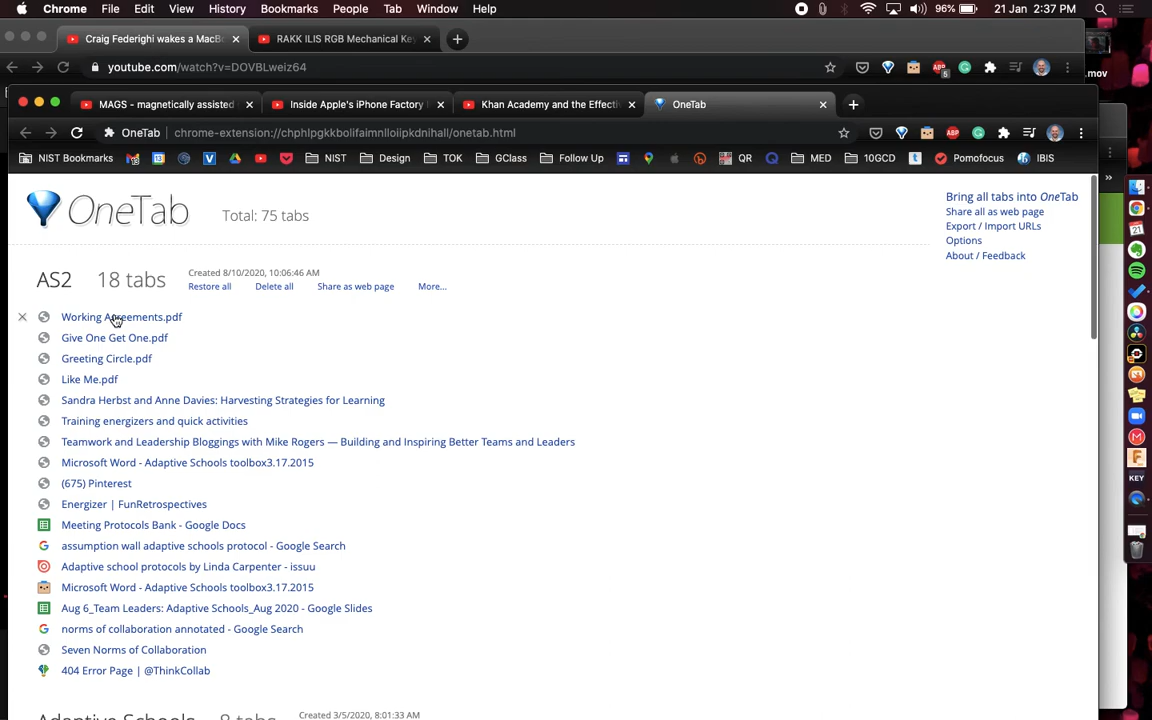 Chrome File Edit View History Bookmarks People Tab Window Help 96% 21 Jan 2:37 PM
Craig Federighi wakes a MacB RAKK ILIS RGB Mechanical Key
youtube.com/watch?v=DOVBLweiz64
.mov
MAGS - magnetically assisted Inside Apple's iPhone Factory Khan Academy and the Effecti OneTab
OneTab chrome-extension://chphlpgkkbolifaimnlloiipkdnihall/onetab.html
NIST Bookmarks NIST Design TOK GClass Follow Up QR MED 10GCD Pomofocus IBIS
OneTab Total: 75 tabs
Bring all tabs into OneTab
Share all as web page
Export / Import URLs
Options
About / Feedback
AS2 18 tabs Created 8/10/2020, 10:06:46 AM
Restore all Delete all Share as web page More...
Working Agreements.pdf
Give One Get One.pdf
Greeting Circle.pdf
Like Me.pdf
Sandra Herbst and Anne Davies: Harvesting Strategies for Learning
Training energizers and quick activities
Teamwork and Leadership Bloggings with Mike Rogers — Building and Inspiring Better Teams and Leaders
Microsoft Word - Adaptive Schools toolbox3.17.2015
(675) Pinterest
Energizer | FunRetrospectives
Meeting Protocols Bank - Google Docs
assumption wall adaptive schools protocol - Google Search
Adaptive school protocols by Linda Carpenter - issuu
Microsoft Word - Adaptive Schools toolbox3.17.2015
Aug 6_Team Leaders: Adaptive Schools_Aug 2020 - Google Slides
norms of collaboration annotated - Google Search
Seven Norms of Collaboration
404 Error Page | @ThinkCollab
Adaptive Schools 8 tabs Created 3/5/2020, 8:01:33 AM
KEY